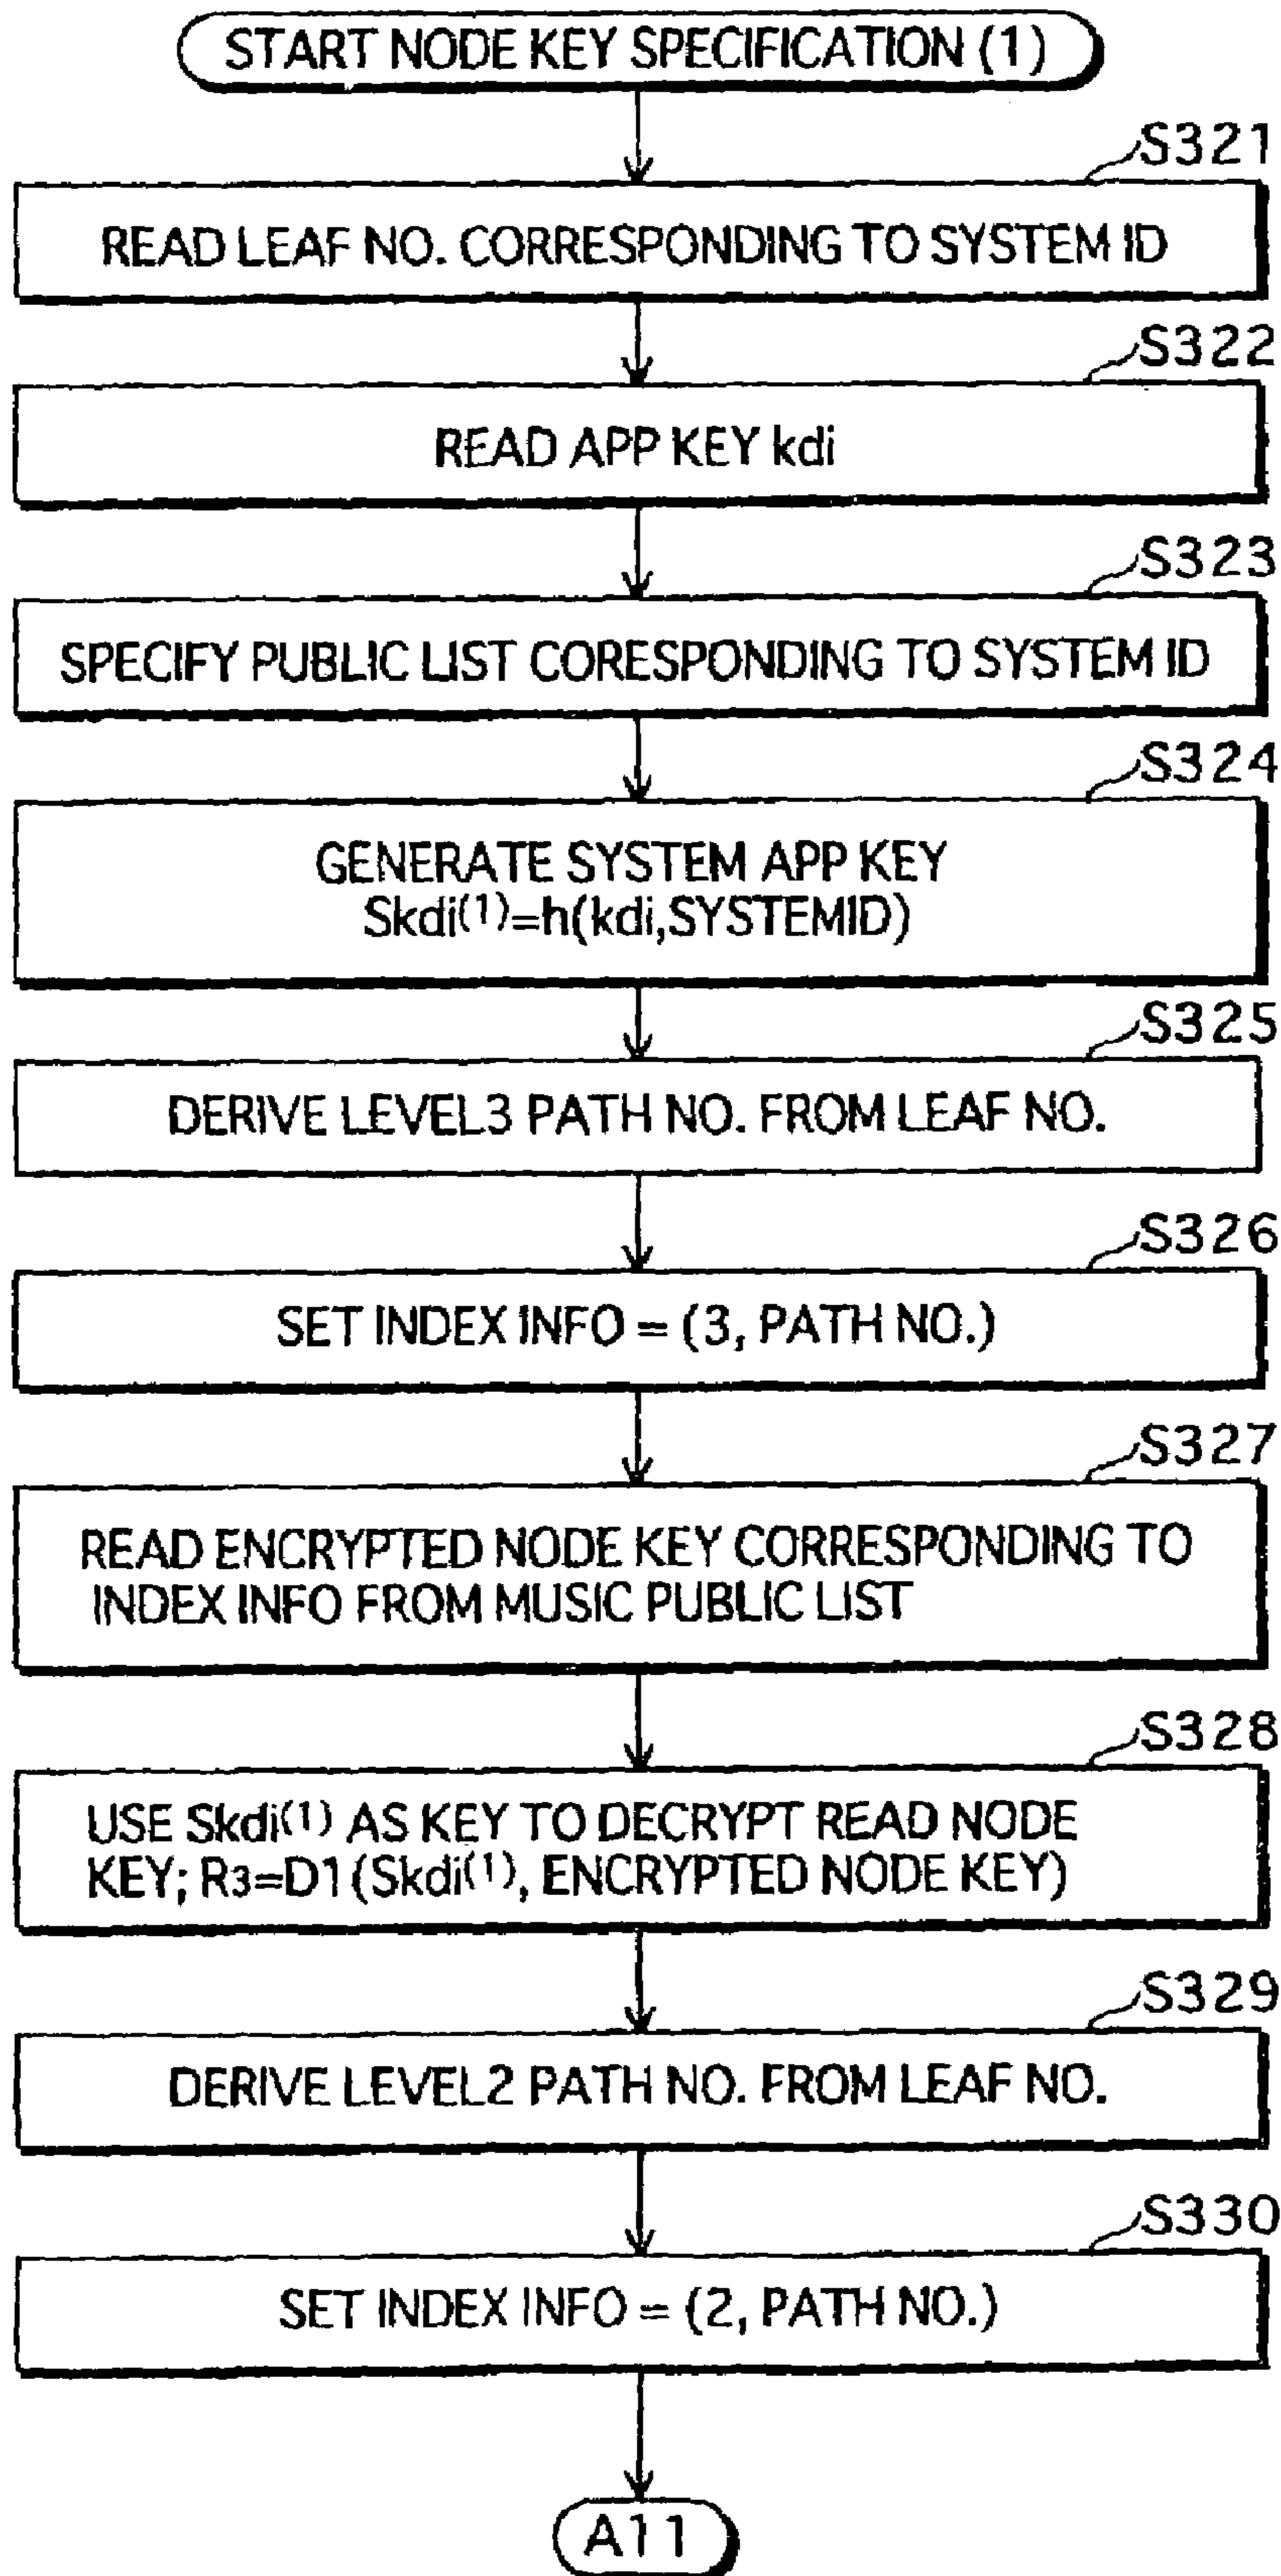 START NODE KEY SPECIFICATION (1)
S321
READ LEAF NO. CORRESPONDING TO SYSTEM ID
S322
READ APP KEY kdi
S323
SPECIFY PUBLIC LIST CORESPONDING TO SYSTEM ID
S324
GENERATE SYSTEM APP KEY
Skdi⁽¹⁾=h(kdi,SYSTEMID)
S325
DERIVE LEVEL3 PATH NO. FROM LEAF NO.
S326
SET INDEX INFO = (3, PATH NO.)
S327
READ ENCRYPTED NODE KEY CORRESPONDING TO
INDEX INFO FROM MUSIC PUBLIC LIST
S328
USE Skdi⁽¹⁾ AS KEY TO DECRYPT READ NODE
KEY; R3=D1(Skdi⁽¹⁾, ENCRYPTED NODE KEY)
S329
DERIVE LEVEL2 PATH NO. FROM LEAF NO.
S330
SET INDEX INFO = (2, PATH NO.)
A11